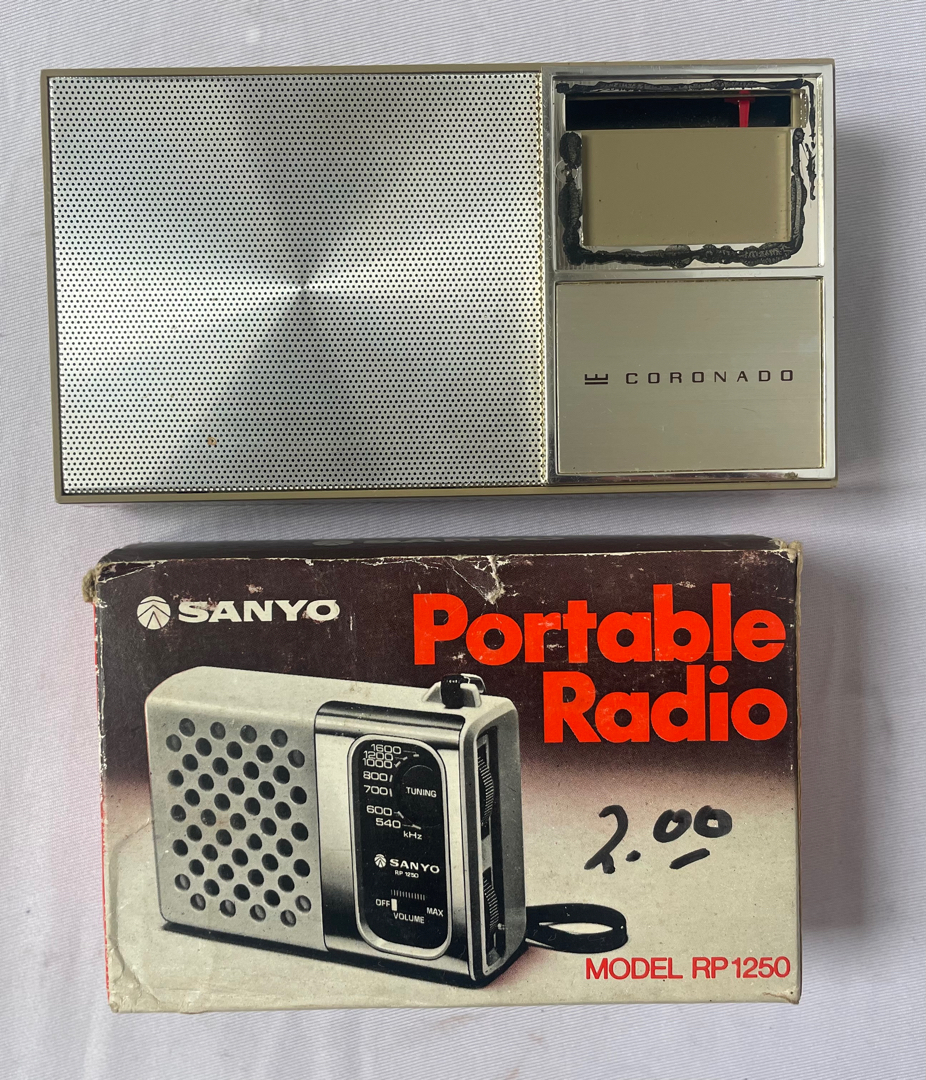 CORONADO
SANYO
Portable
Radio
1600
1200
1000
800
700
600
540
kHz
TUNING
SANYO
RP 1250
OFF
MAX
VOLUME
2.00
MODEL RP1250